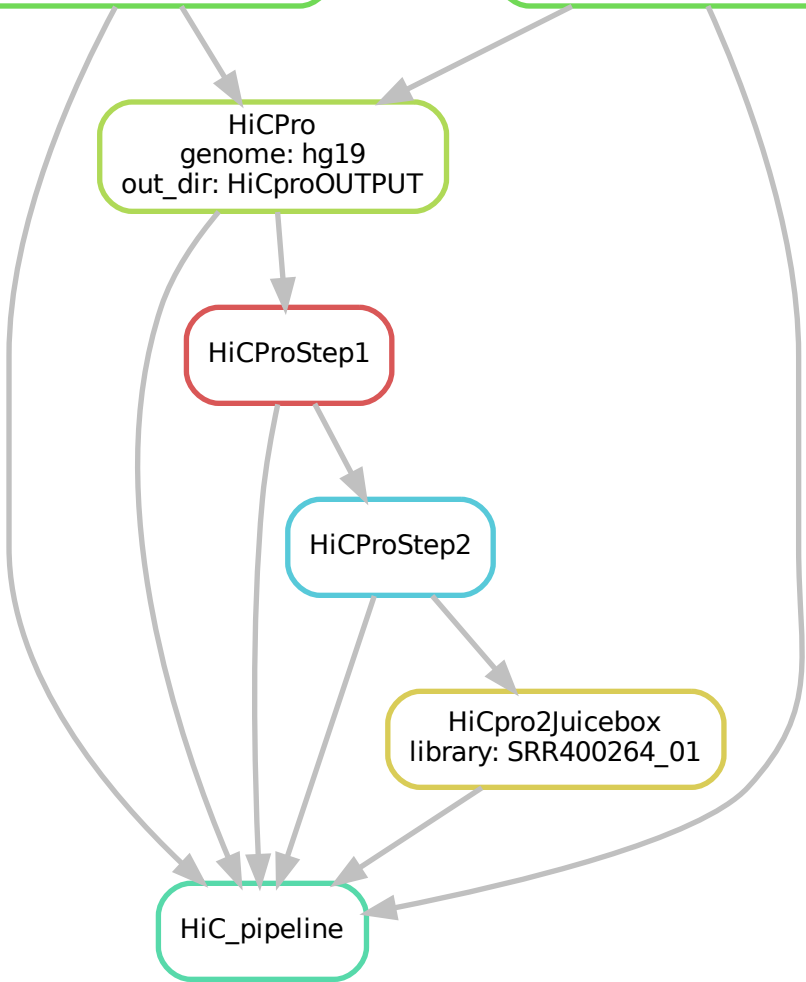 HiCPro
genome: hg19
out_dir: HiCproOUTPUT
HiCProStep1
HiCProStep2
HiCpro2Juicebox
library: SRR400264_01
HiC_pipeline